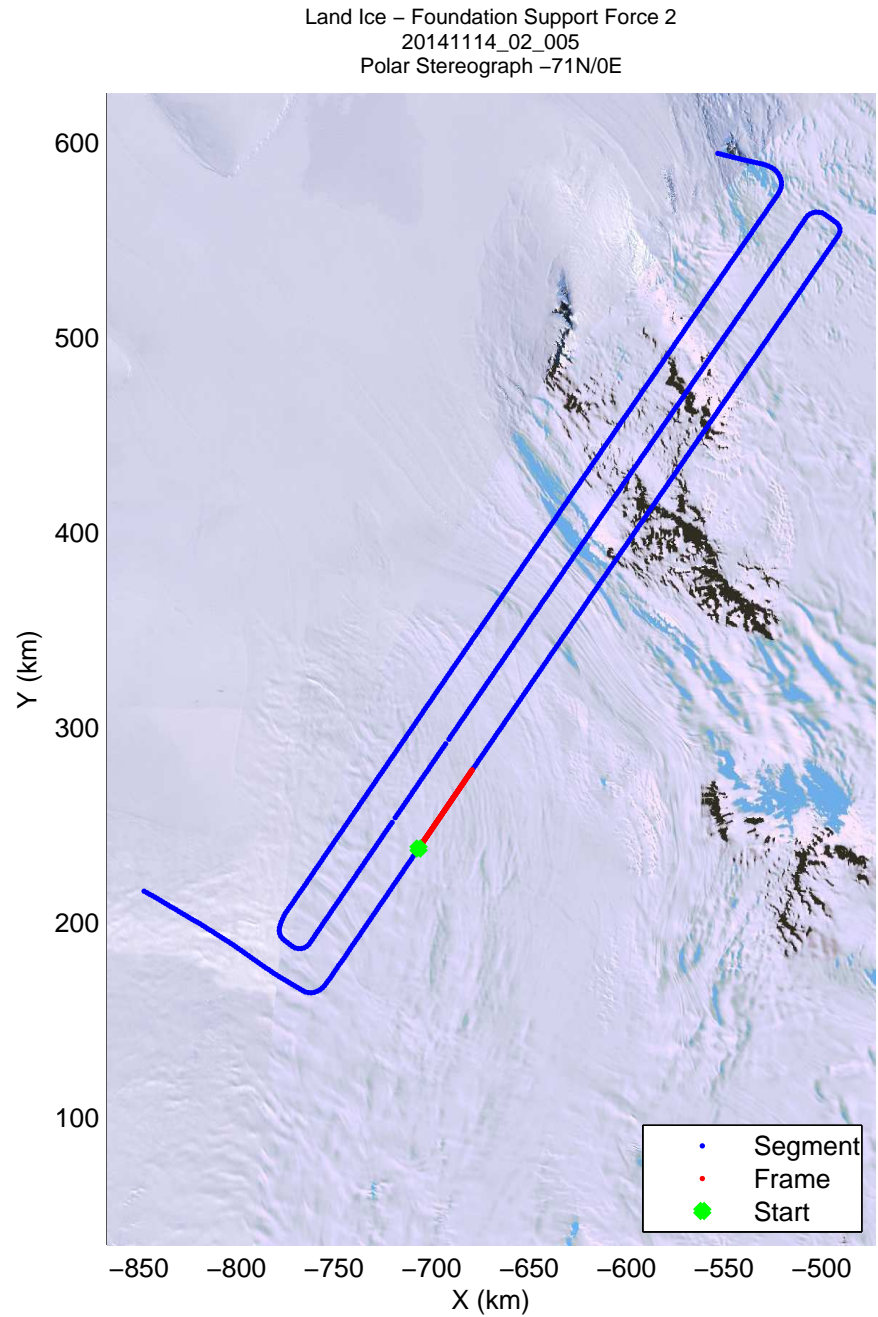 Land Ice − Foundation Support Force 2
20141114_02_005
Polar Stereograph −71N/0E
600
500
400
300
200
100
Y (km)
−850 −800 −750 −700 −650 −600 −550 −500
X (km)
Segment
Frame
Start